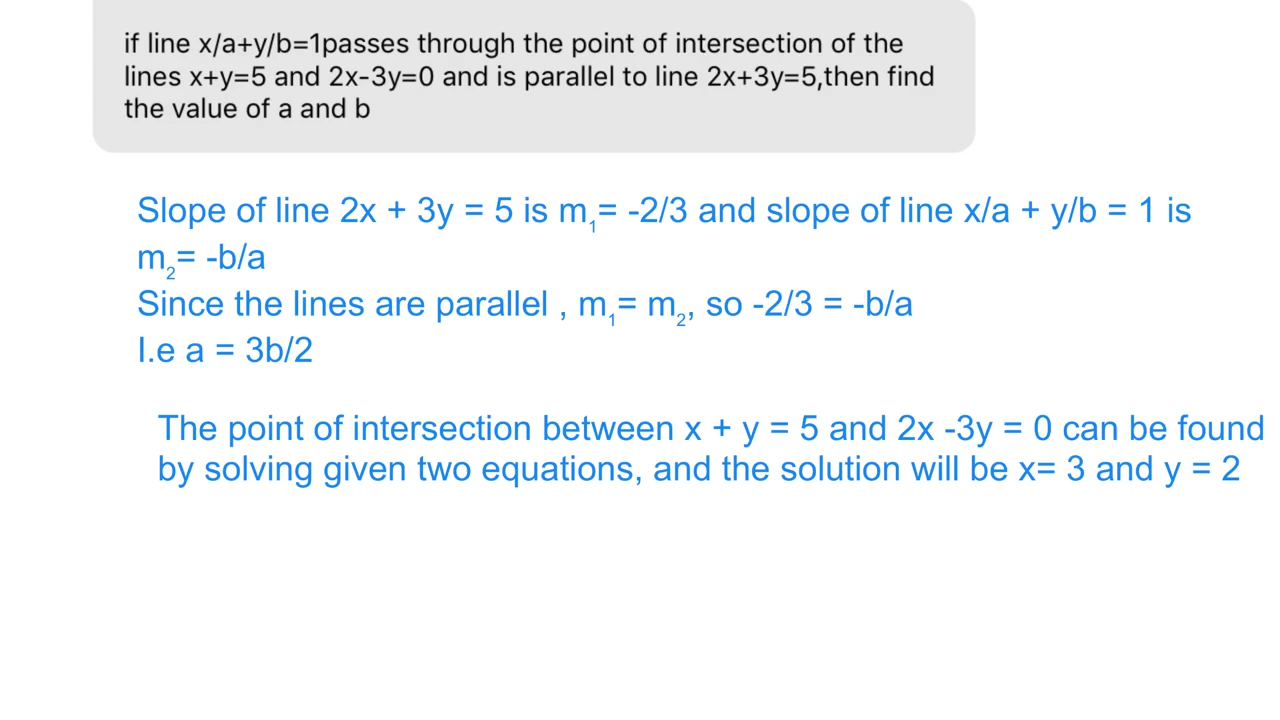 if line x/a+y/b=1passes through the point of intersection of the
lines x+y=5 and 2x-3y=0 and is parallel to line 2x+3y=5,then find
the value of a and b
Slope of line 2x + 3y = 5 is m₁= -2/3 and slope of line x/a + y/b = 1 is
m₂= -b/a
Since the lines are parallel , m₁= m₂, so -2/3 = -b/a
I.e a = 3b/2
The point of intersection between x + y = 5 and 2x -3y = 0 can be found
by solving given two equations, and the solution will be x= 3 and y = 2